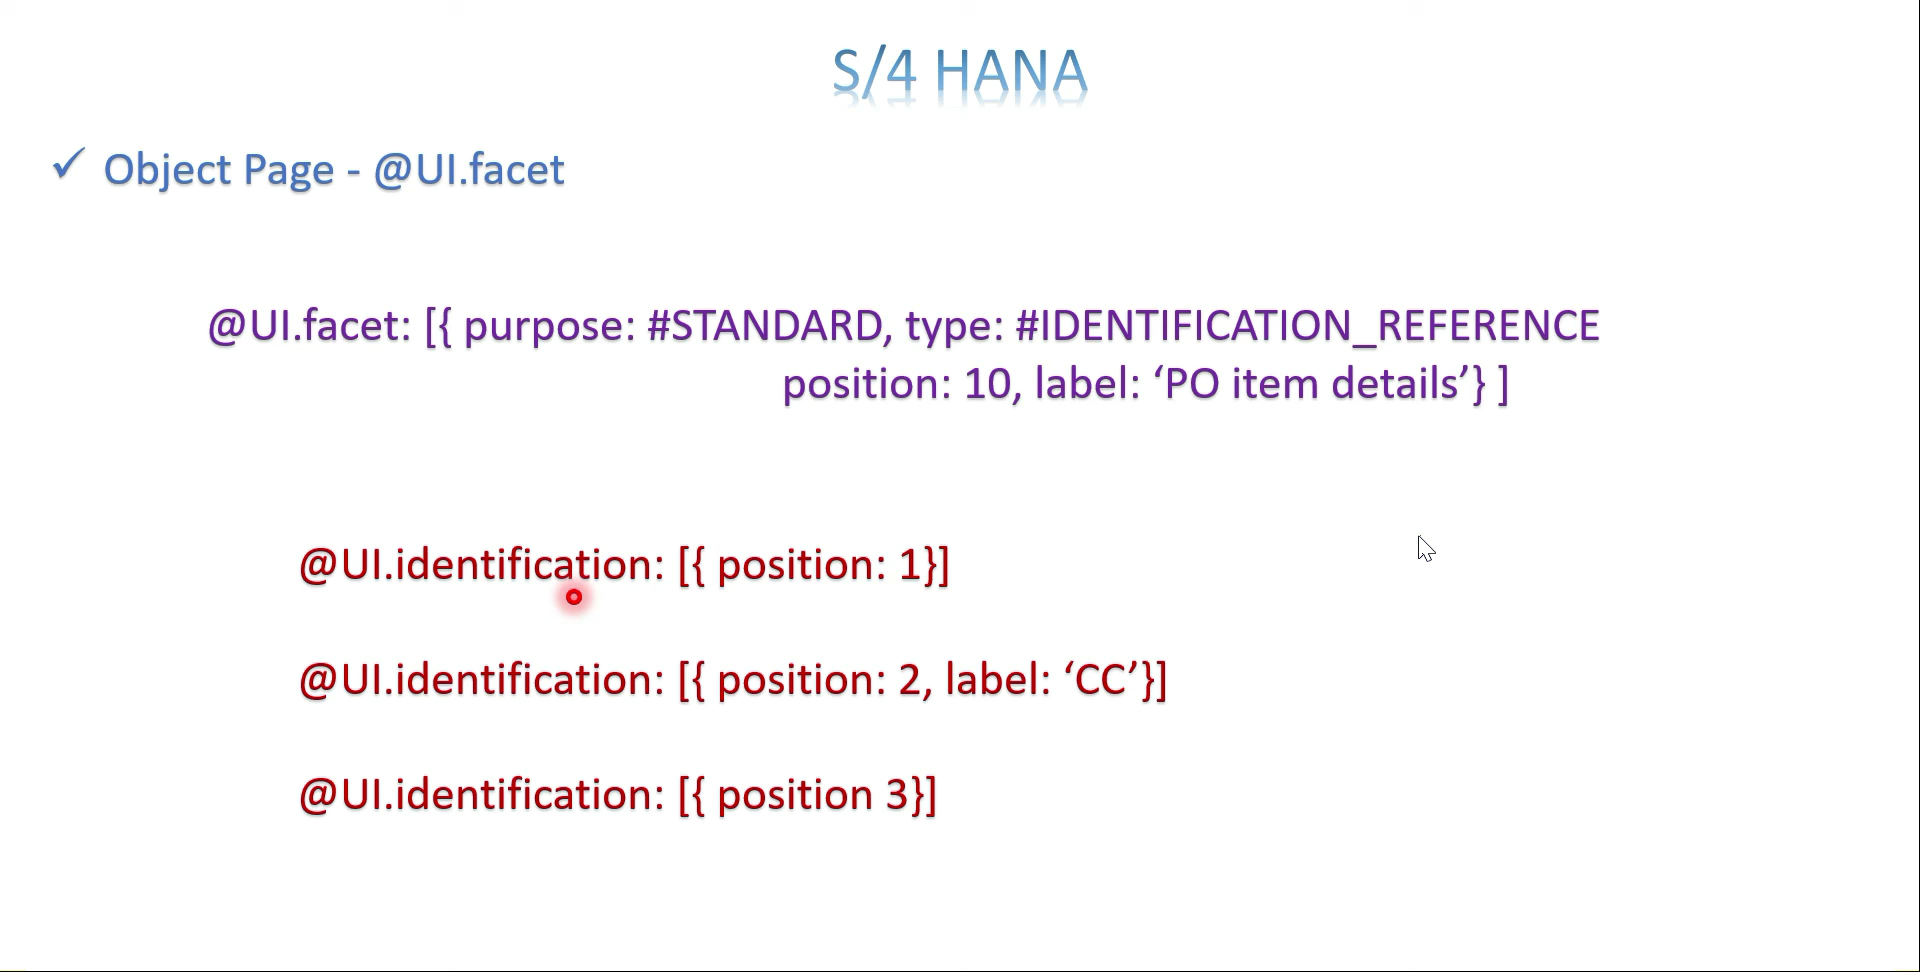 S/4 HANA
✓ Object Page - @UI.facet
@UI.facet: [{ purpose: #STANDARD, type: #IDENTIFICATION_REFERENCE
position: 10, label: ‘PO item details’} ]
@UI.identification: [{ position: 1}]
@UI.identification: [{ position: 2, label: ‘CC’}]
@UI.identification: [{ position 3}]